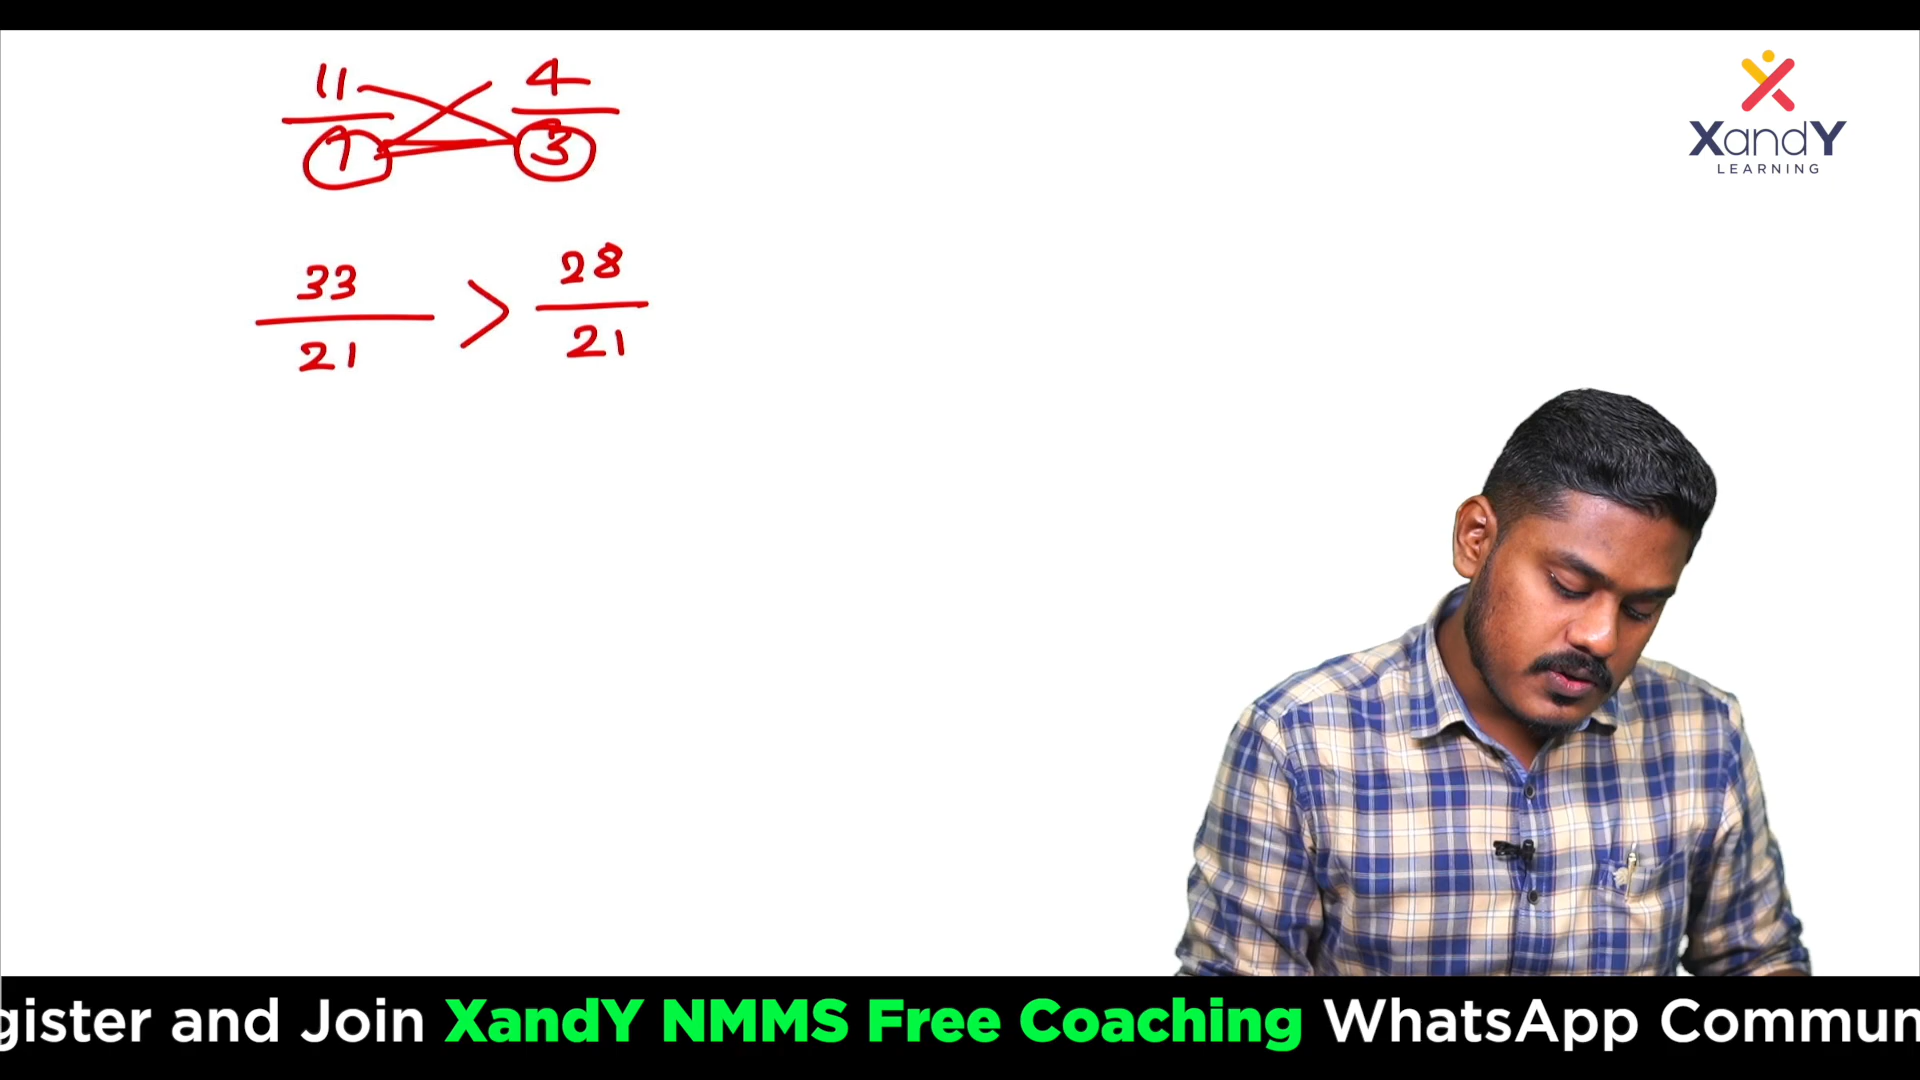 11 4
7 3
33 > 28
21 21
XandY
LEARNING
gister and Join XandY NMMS Free Coaching WhatsApp Commun